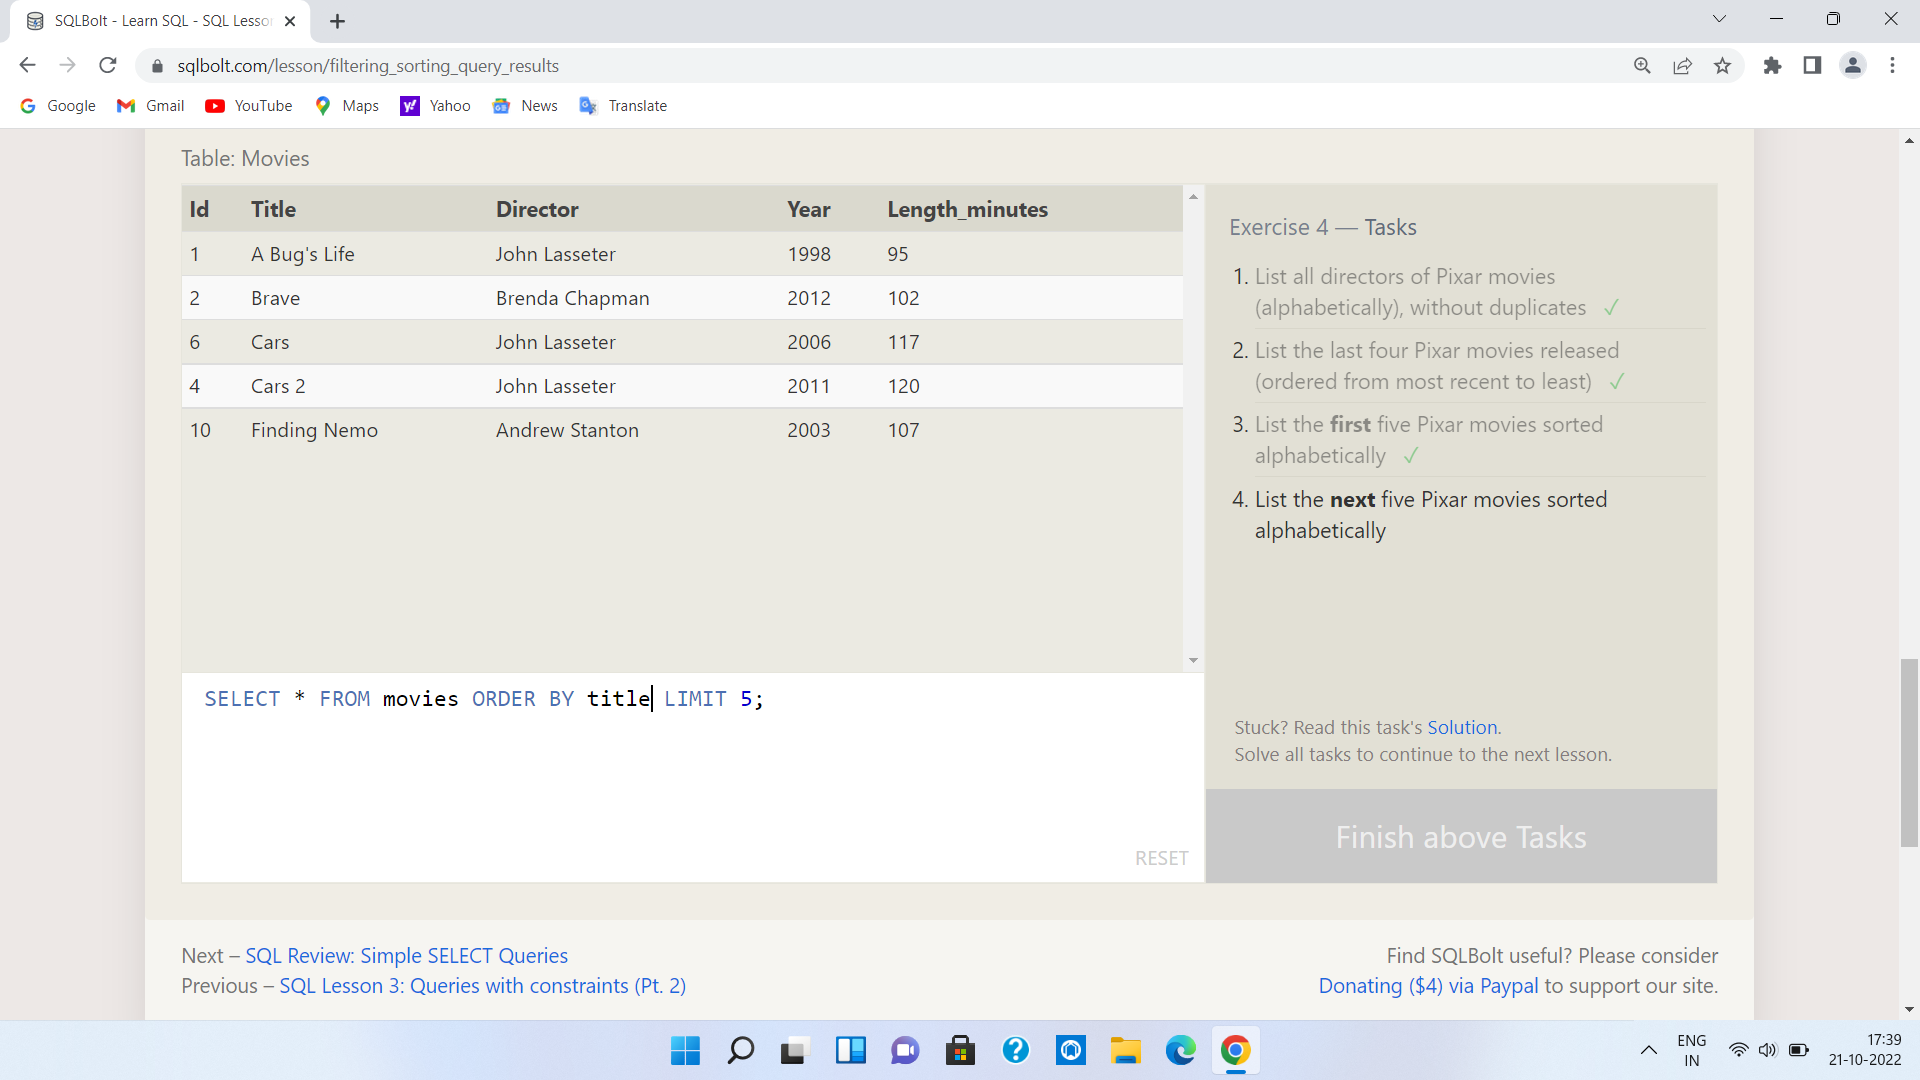 SQLBolt - Learn SQL - SQL Lesso
sqlbolt.com/lesson/filtering_sorting_query_results
Google Gmail YouTube Maps Yahoo News Translate
Table: Movies
Id Title Director Year Length_minutes
1 A Bug's Life John Lasseter 1998 95
2 Brave Brenda Chapman 2012 102
6 Cars John Lasseter 2006 117
4 Cars 2 John Lasseter 2011 120
10 Finding Nemo Andrew Stanton 2003 107
SELECT * FROM movies ORDER BY title LIMIT 5;
RESET
Exercise 4 — Tasks
1. List all directors of Pixar movies
(alphabetically), without duplicates ✓
2. List the last four Pixar movies released
(ordered from most recent to least) ✓
3. List the first five Pixar movies sorted
alphabetically ✓
4. List the next five Pixar movies sorted
alphabetically
Stuck? Read this task's Solution.
Solve all tasks to continue to the next lesson.
Finish above Tasks
Next – SQL Review: Simple SELECT Queries
Previous – SQL Lesson 3: Queries with constraints (Pt. 2)
Find SQLBolt useful? Please consider
Donating ($4) via Paypal to support our site.
ENG
IN
17:39
21-10-2022